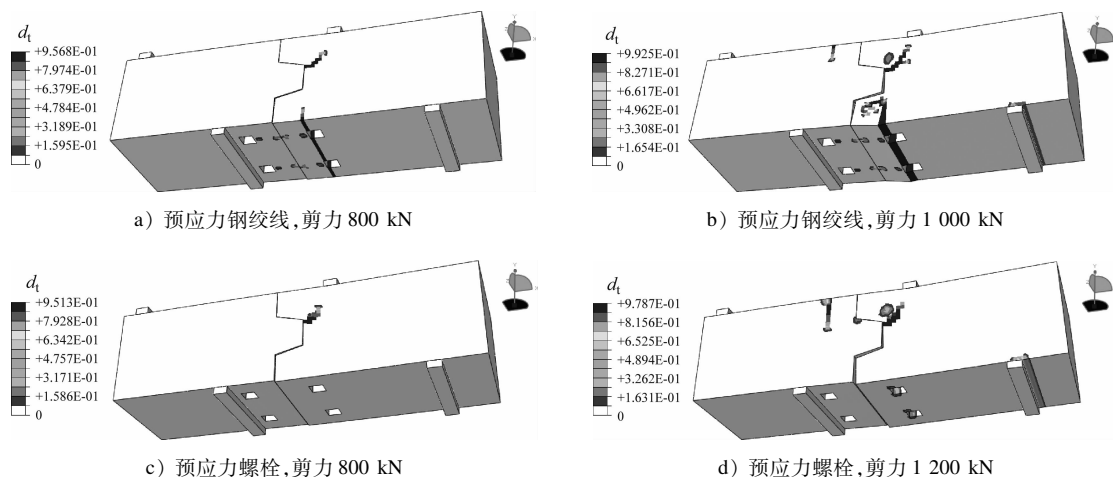 d_t
+9.568E-01
+7.974E-01
+6.379E-01
+4.784E-01
+3.189E-01
+1.595E-01
0
a) 预应力钢绞线,剪力 800 kN
d_t
+9.925E-01
+8.271E-01
+6.617E-01
+4.962E-01
+3.308E-01
+1.654E-01
0
b) 预应力钢绞线,剪力 1 000 kN
d_t
+9.513E-01
+7.928E-01
+6.342E-01
+4.757E-01
+3.171E-01
+1.586E-01
0
c) 预应力螺栓,剪力 800 kN
d_t
+9.787E-01
+8.156E-01
+6.525E-01
+4.894E-01
+3.262E-01
+1.631E-01
0
d) 预应力螺栓,剪力 1 200 kN